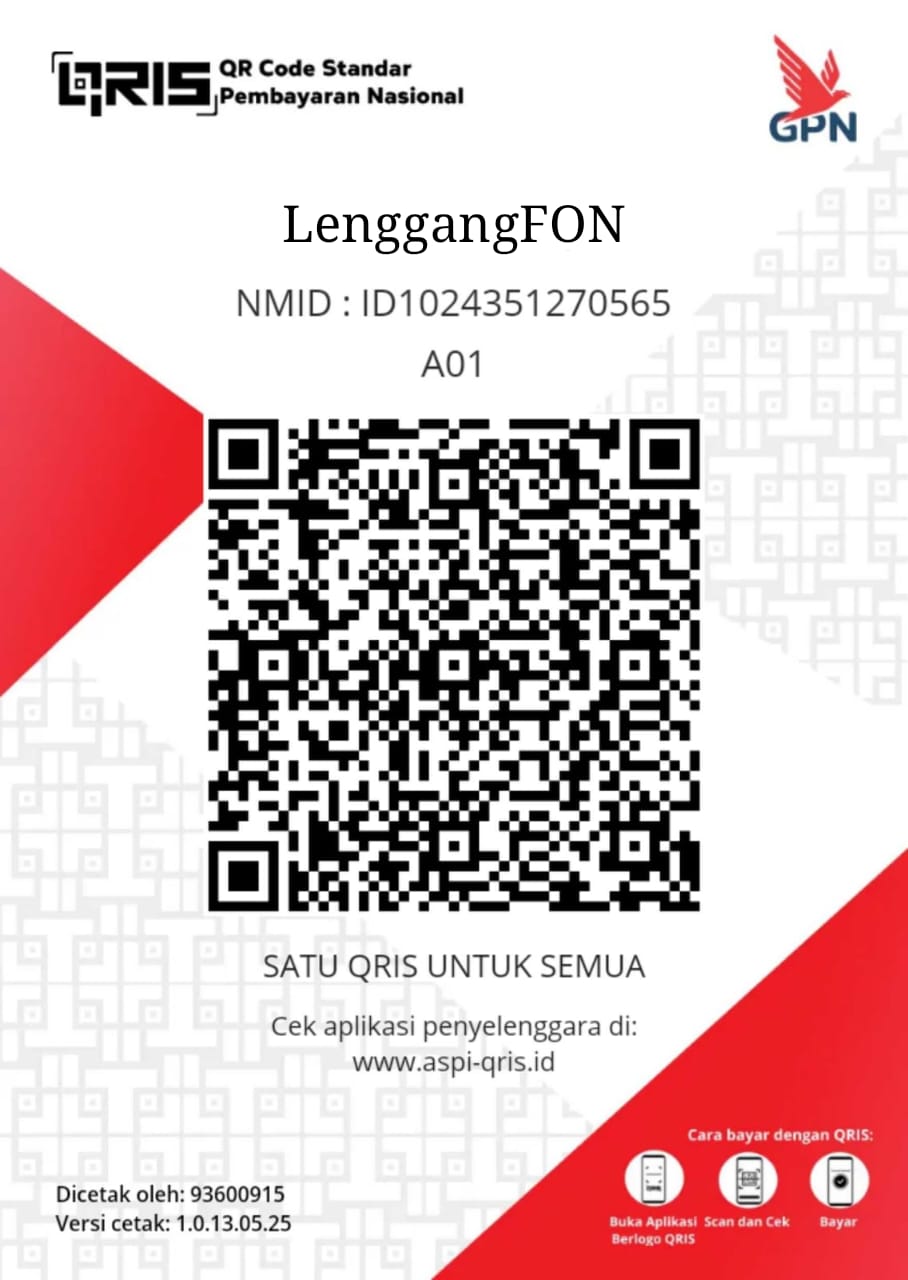 QRIS
QR Code Standar
Pembayaran Nasional
GPN
LenggangFON
NMID : ID1024351270565
A01
SATU QRIS UNTUK SEMUA
Cek aplikasi penyelenggara di:
www.aspi-qris.id
Cara bayar dengan QRIS:
Buka Aplikasi
Berlogo QRIS
Scan dan Cek
Bayar
Dicetak oleh: 93600915
Versi cetak: 1.0.13.05.25